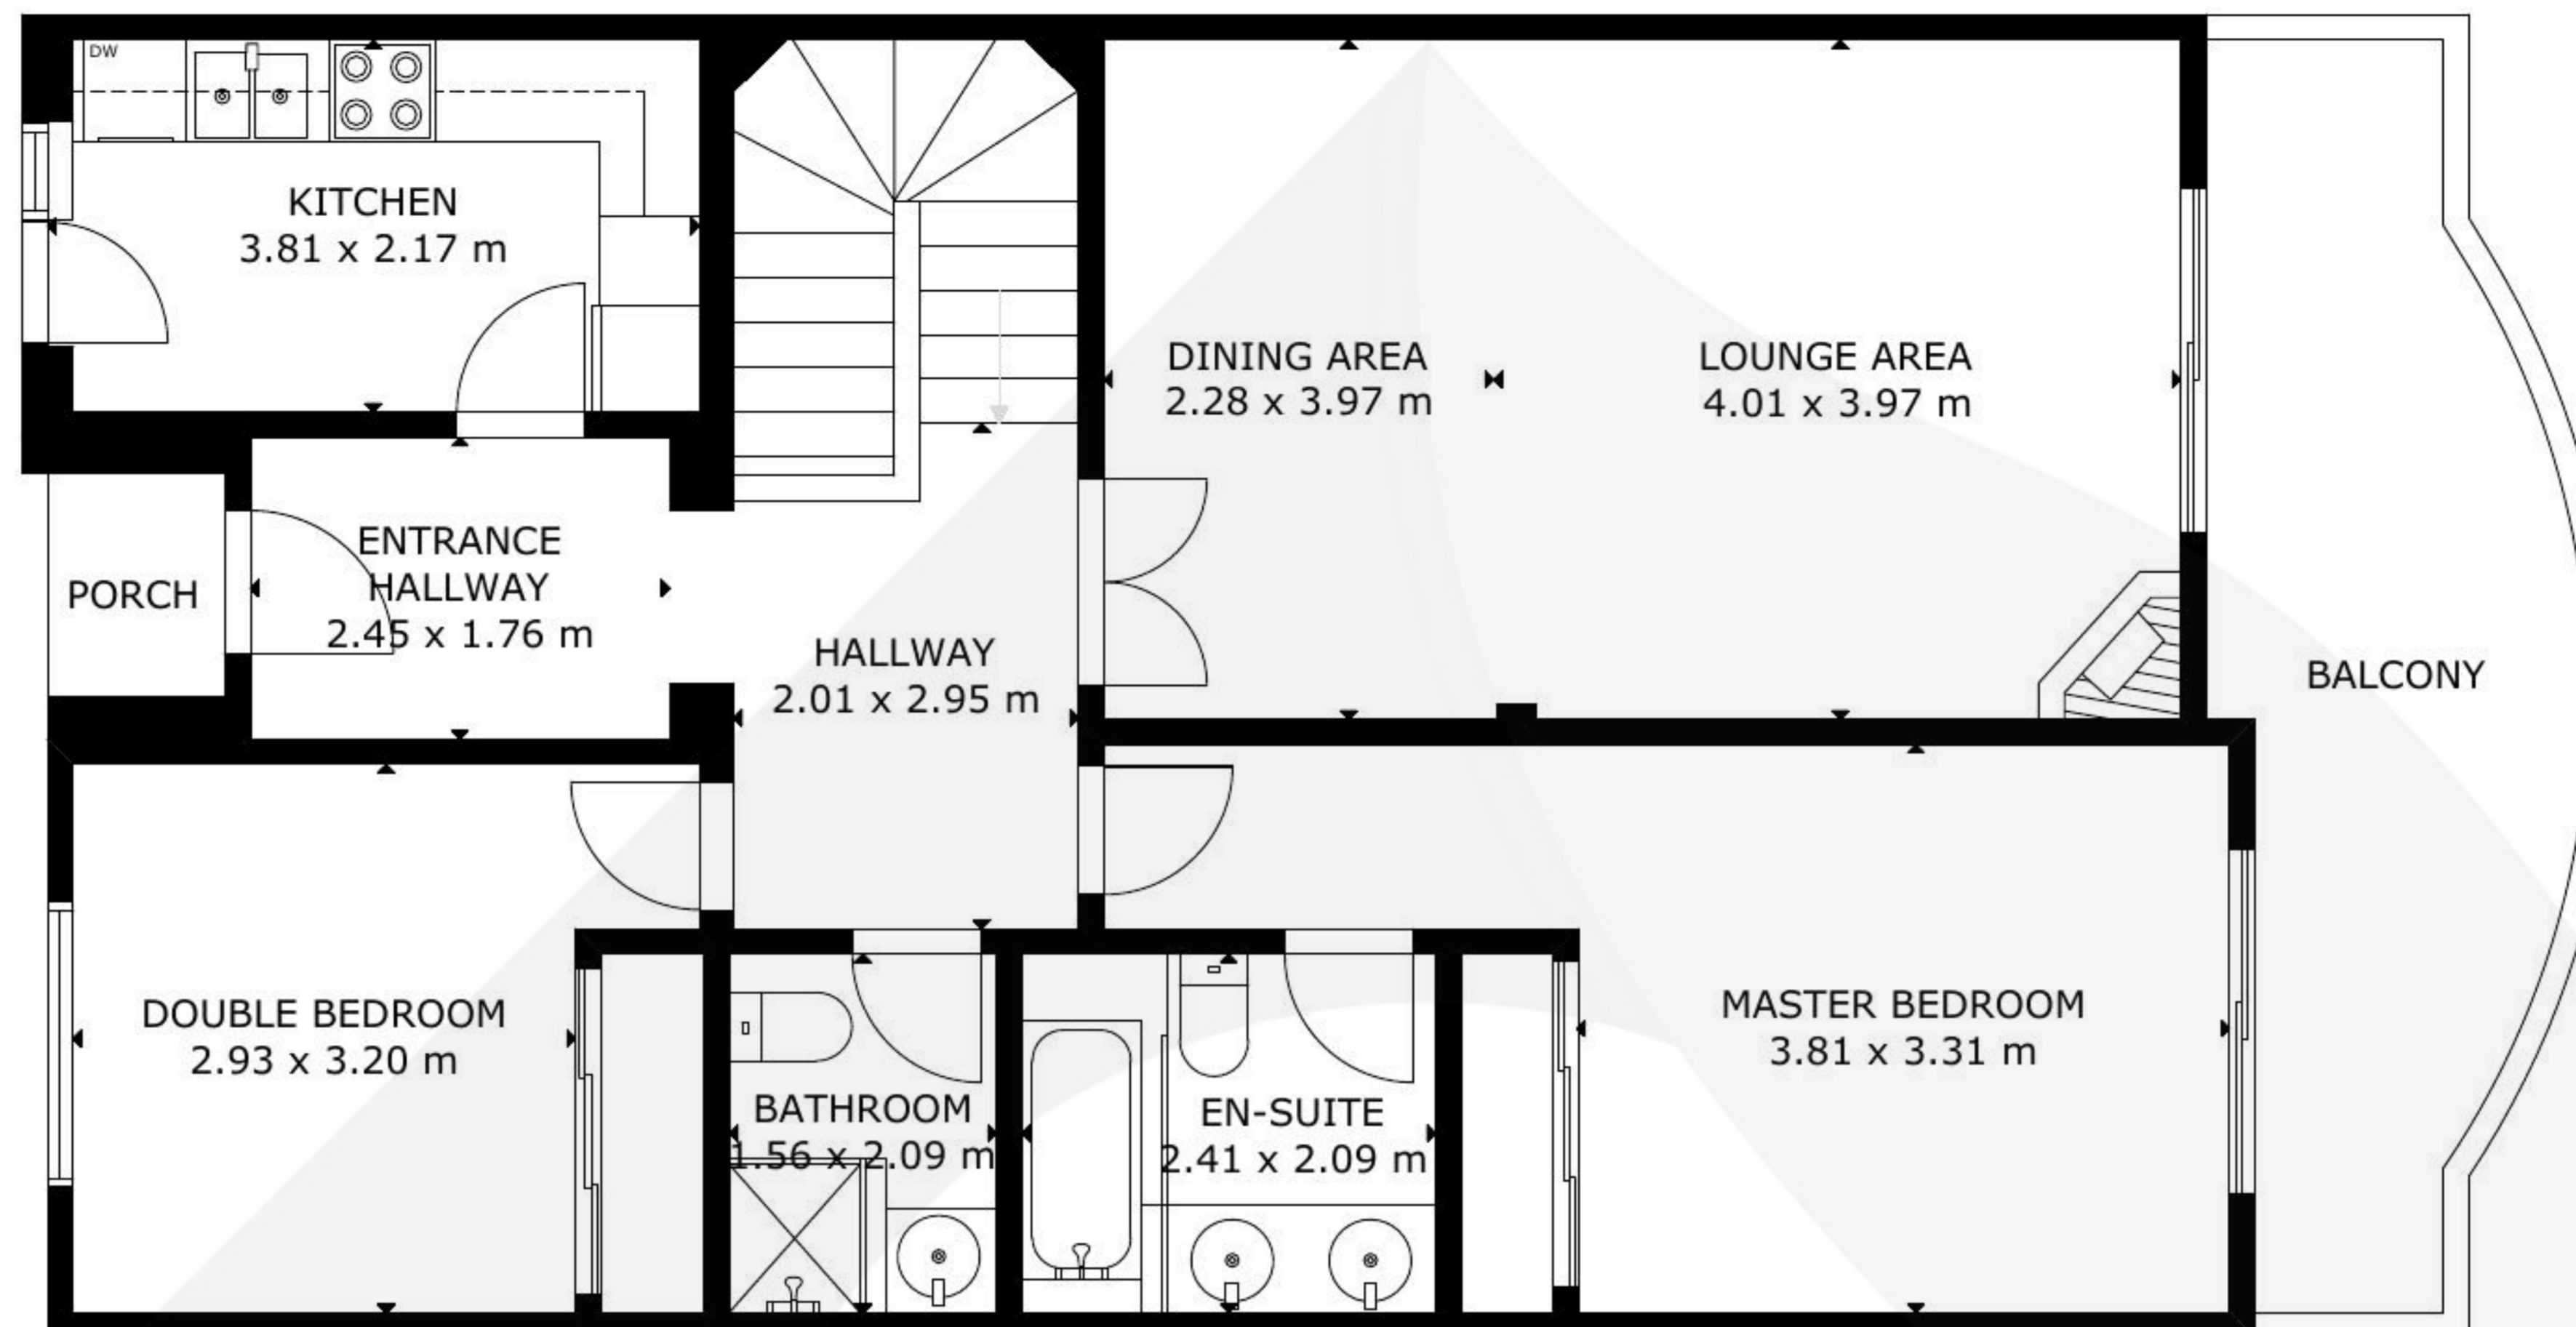 DW
KITCHEN
3.81 x 2.17 m
DINING AREA
2.28 x 3.97 m
LOUNGE AREA
4.01 x 3.97 m
ENTRANCE
HALLWAY
2.45 x 1.76 m
PORCH
HALLWAY
2.01 x 2.95 m
BALCONY
DOUBLE BEDROOM
2.93 x 3.20 m
BATHROOM
1.56 x 2.09 m
EN-SUITE
2.41 x 2.09 m
MASTER BEDROOM
3.81 x 3.31 m